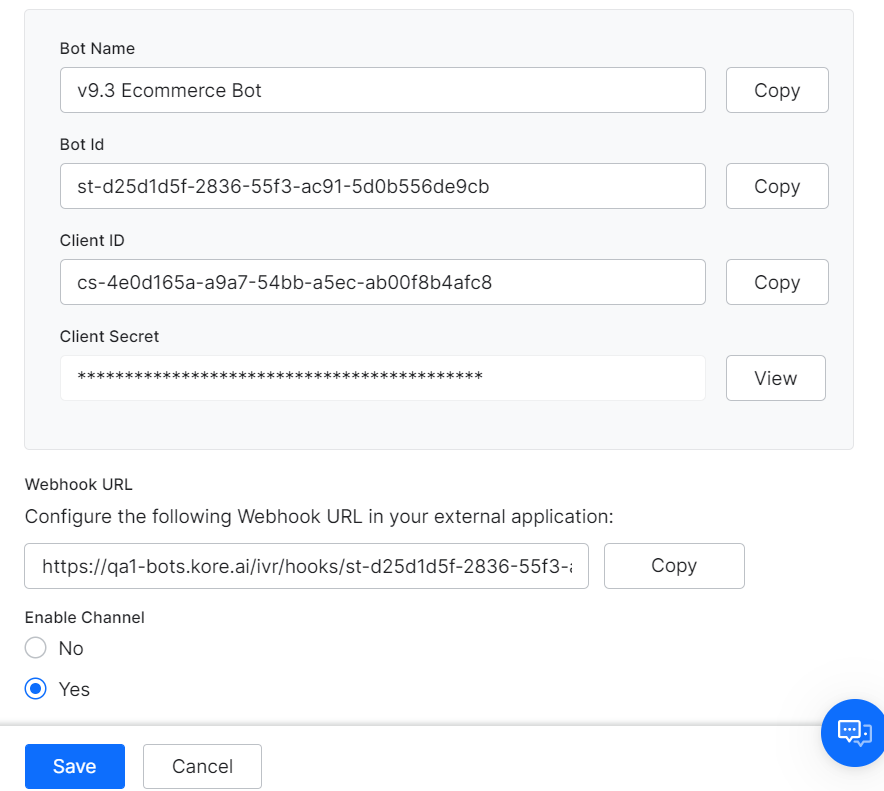 Bot Name
v9.3 Ecommerce Bot
Copy
Bot Id
st-d25d1d5f-2836-55f3-ac91-5d0b556de9cb
Copy
Client ID
cs-4e0d165a-a9a7-54bb-a5ec-ab00f8b4afc8
Copy
Client Secret
*******************************************
View
Webhook URL
Configure the following Webhook URL in your external application:
https://qa1-bots.kore.ai/ivr/hooks/st-d25d1d5f-2836-55f3-
Copy
Enable Channel
No
Yes
Save
Cancel